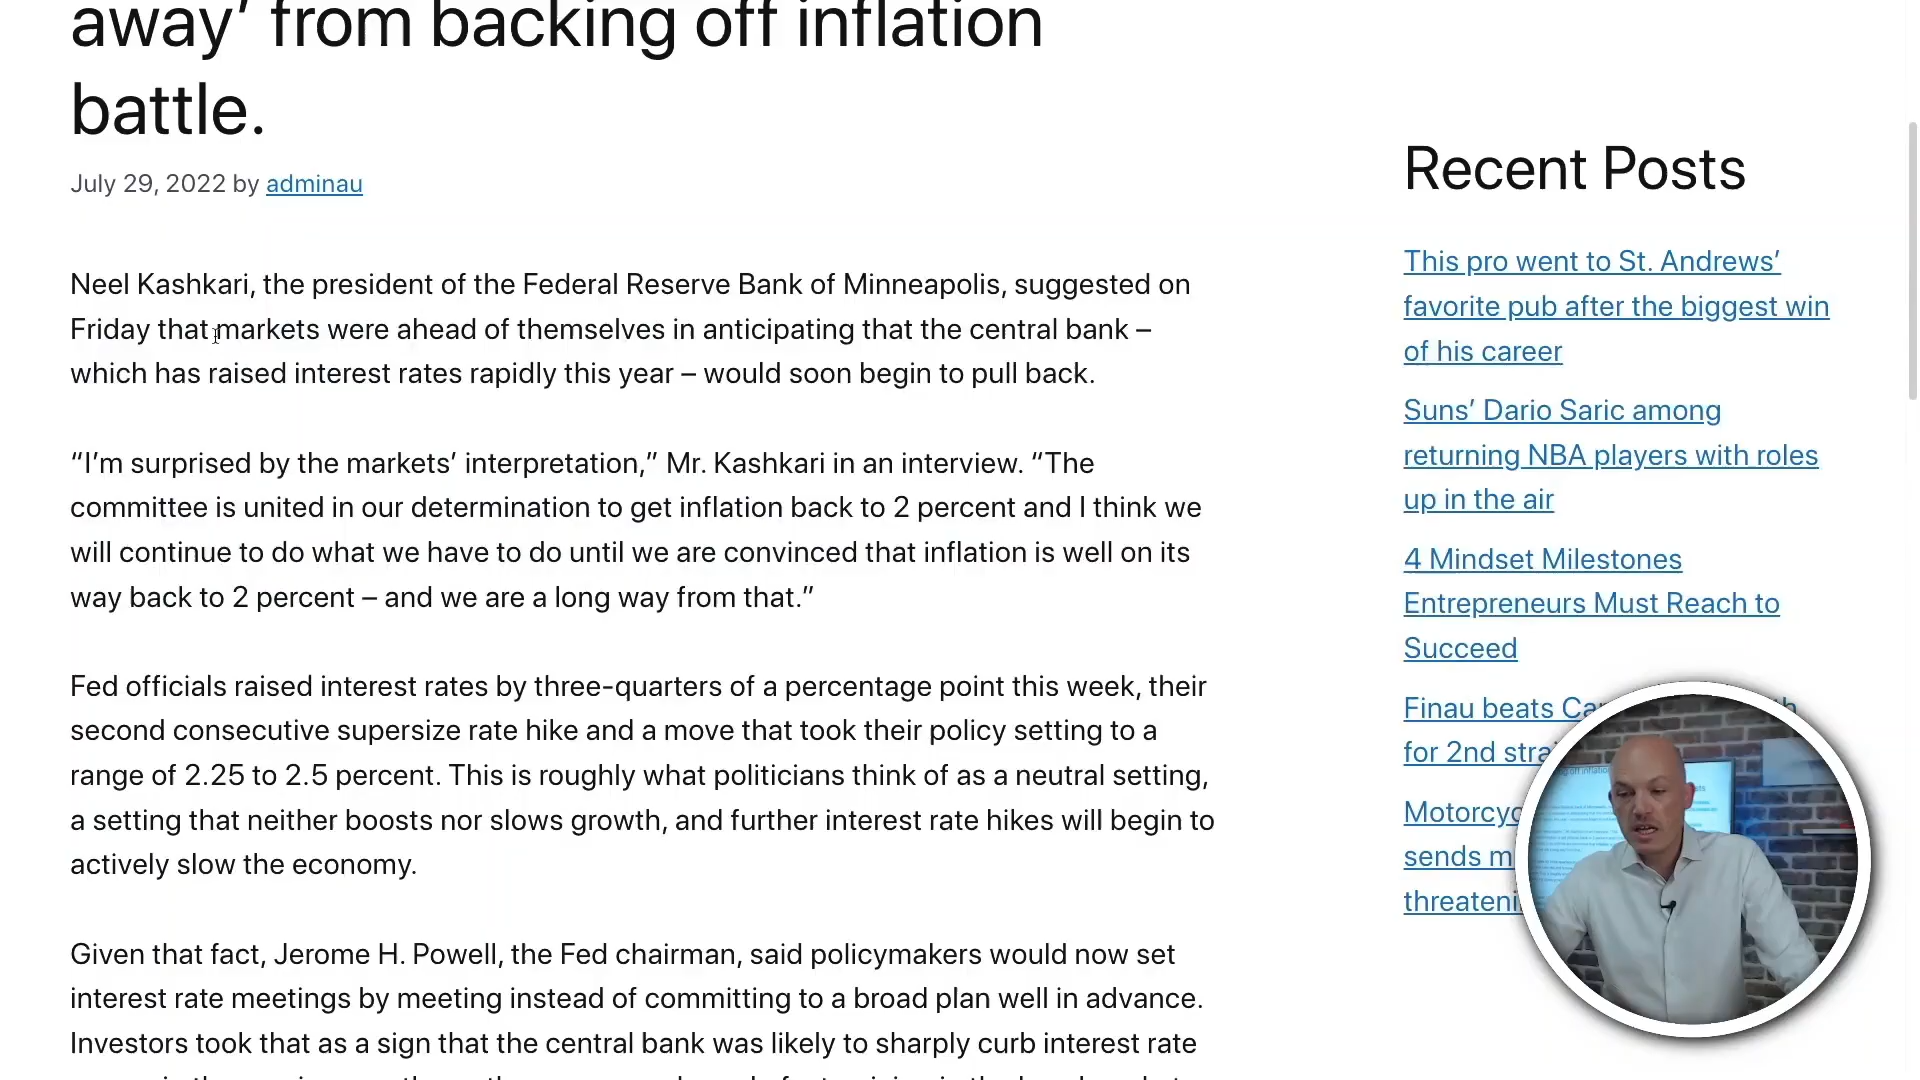 away’ from backing off inflation
battle.
July 29, 2022 by adminau
Neel Kashkari, the president of the Federal Reserve Bank of Minneapolis, suggested on
Friday that markets were ahead of themselves in anticipating that the central bank –
which has raised interest rates rapidly this year – would soon begin to pull back.
“I’m surprised by the markets’ interpretation,” Mr. Kashkari in an interview. “The
committee is united in our determination to get inflation back to 2 percent and I think we
will continue to do what we have to do until we are convinced that inflation is well on its
way back to 2 percent – and we are a long way from that.”
Fed officials raised interest rates by three-quarters of a percentage point this week, their
second consecutive supersize rate hike and a move that took their policy setting to a
range of 2.25 to 2.5 percent. This is roughly what politicians think of as a neutral setting,
a setting that neither boosts nor slows growth, and further interest rate hikes will begin to
actively slow the economy.
Given that fact, Jerome H. Powell, the Fed chairman, said policymakers would now set
interest rate meetings by meeting instead of committing to a broad plan well in advance.
Investors took that as a sign that the central bank was likely to sharply curb interest rate
Recent Posts
This pro went to St. Andrews’
favorite pub after the biggest win
of his career
Suns’ Dario Saric among
returning NBA players with roles
up in the air
4 Mindset Milestones
Entrepreneurs Must Reach to
Succeed
Finau beats
for 2nd
sends